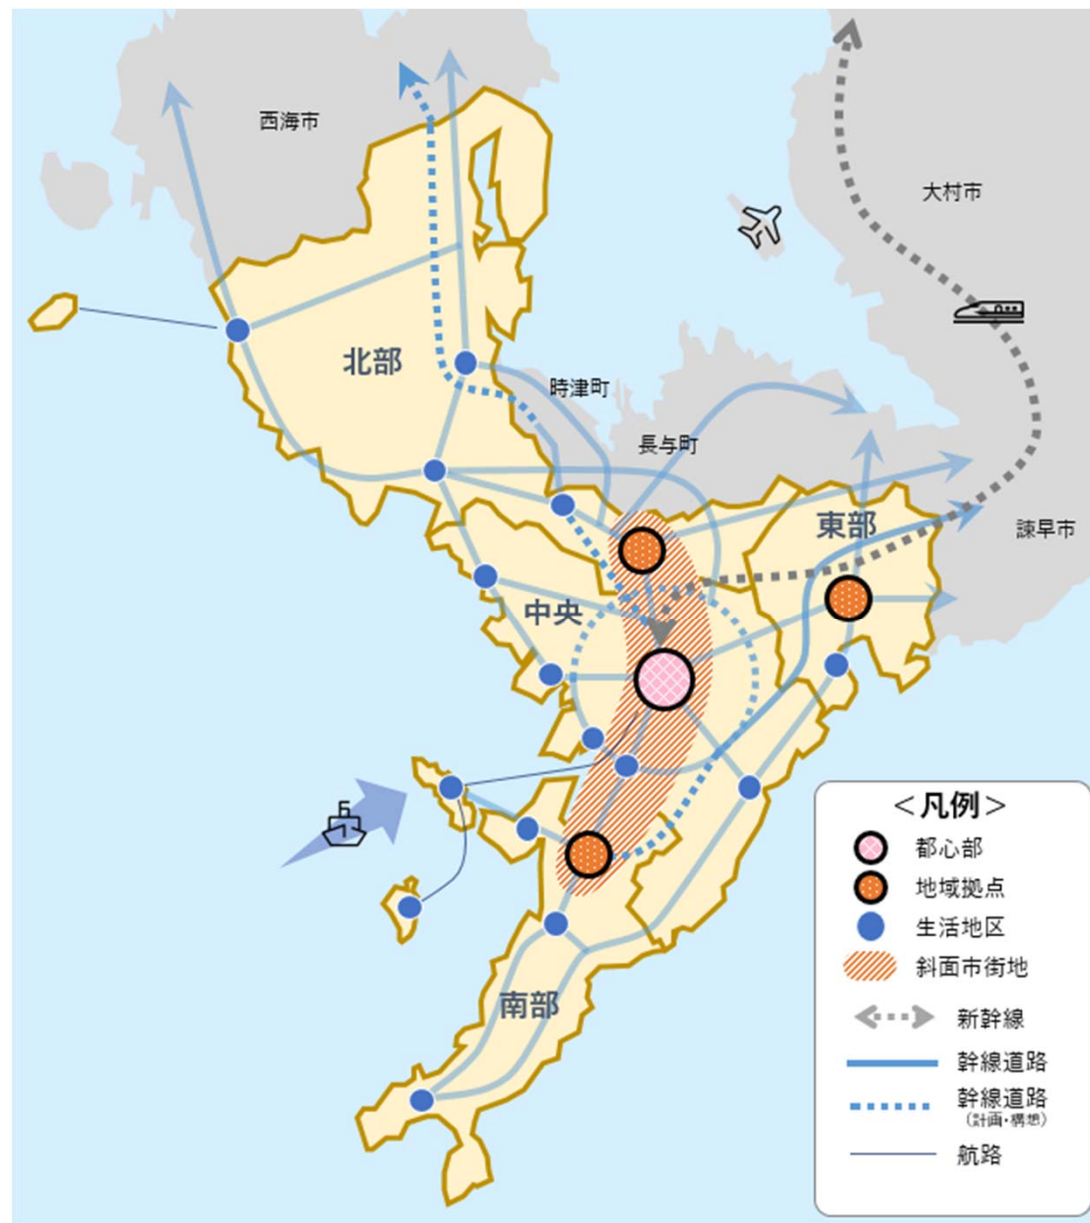 西海市
大村市
北部
時津町
長与町
東部
諫早市
中央
南部
＜凡例＞
都心部
地域拠点
生活地区
斜面市街地
新幹線
幹線道路
幹線道路
（計画・構想）
航路